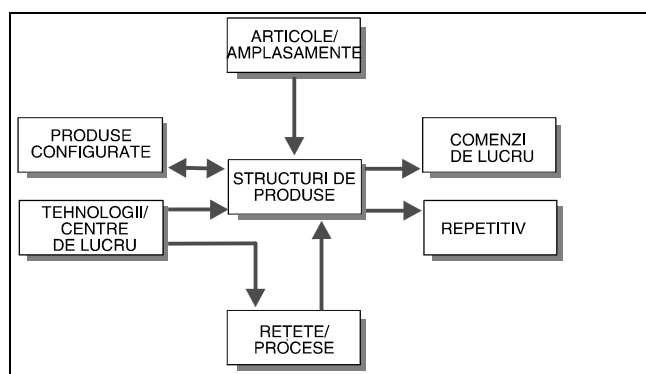 ARTICOLE/
AMPLASAMENTE
PRODUSE
CONFIGURATE
COMENZI
DE LUCRU
STRUCTURI DE
PRODUSE
TEHNOLOGII/
CENTRE
DE LUCRU
REPETITIV
RETETE/
PROCESE